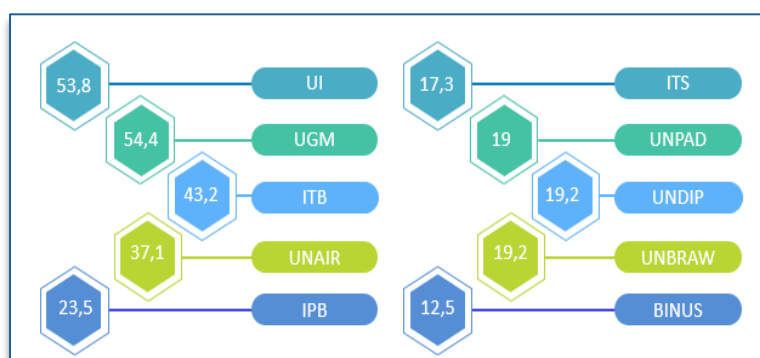 53,8 UI
54,4 UGM
43,2 ITB
37,1 UNAIR
23,5 IPB
17,3 ITS
19 UNPAD
19,2 UNDIP
19,2 UNBRAW
12,5 BINUS